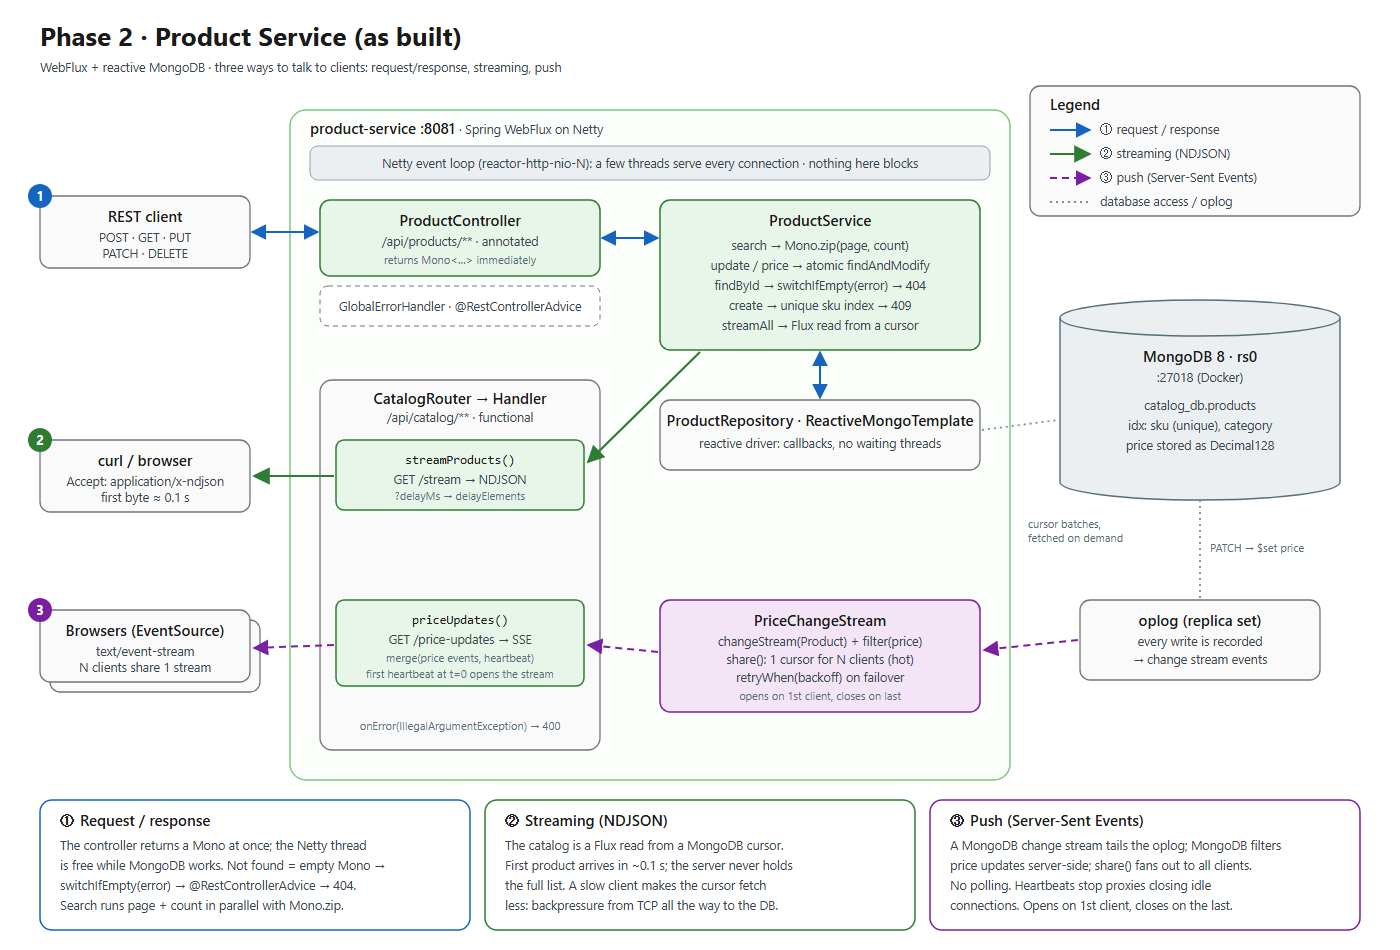 Phase 2 · Product Service (as built)
WebFlux + reactive MongoDB · three ways to talk to clients: request/response, streaming, push
Legend
① request / response
② streaming (NDJSON)
③ push (Server-Sent Events)
database access / oplog
product-service :8081 · Spring WebFlux on Netty
Netty event loop (reactor-http-nio-N): a few threads serve every connection · nothing here blocks
1
REST client
POST · GET · PUT
PATCH · DELETE
ProductController
/api/products/** · annotated
returns Mono<...> immediately
GlobalErrorHandler · @RestControllerAdvice
ProductService
search → Mono.zip(page, count)
update / price → atomic findAndModify
findById → switchIfEmpty(error) → 404
create → unique sku index → 409
streamAll → Flux read from a cursor
ProductRepository · ReactiveMongoTemplate
reactive driver: callbacks, no waiting threads
MongoDB 8 · rs0
:27018 (Docker)
catalog_db.products
idx: sku (unique), category
price stored as Decimal128
CatalogRouter → Handler
/api/catalog/** · functional
2
curl / browser
Accept: application/x-ndjson
first byte ≈ 0.1 s
streamProducts()
GET /stream → NDJSON
?delayMs → delayElements
cursor batches,
fetched on demand
PATCH → $set price
3
Browsers (EventSource)
text/event-stream
N clients share 1 stream
priceUpdates()
GET /price-updates → SSE
merge(price events, heartbeat)
first heartbeat at t=0 opens the stream
onError(IllegalArgumentException) → 400
PriceChangeStream
changeStream(Product) + filter(price)
share(): 1 cursor for N clients (hot)
retryWhen(backoff) on failover
opens on 1st client, closes on last
oplog (replica set)
every write is recorded
→ change stream events
① Request / response
The controller returns a Mono at once; the Netty thread
is free while MongoDB works. Not found = empty Mono →
switchIfEmpty(error) → @RestControllerAdvice → 404.
Search runs page + count in parallel with Mono.zip.
② Streaming (NDJSON)
The catalog is a Flux read from a MongoDB cursor.
First product arrives in ~0.1 s; the server never holds
the full list. A slow client makes the cursor fetch
less: backpressure from TCP all the way to the DB.
③ Push (Server-Sent Events)
A MongoDB change stream tails the oplog; MongoDB filters
price updates server-side; share() fans out to all clients.
No polling. Heartbeats stop proxies closing idle
connections. Opens on 1st client, closes on the last.